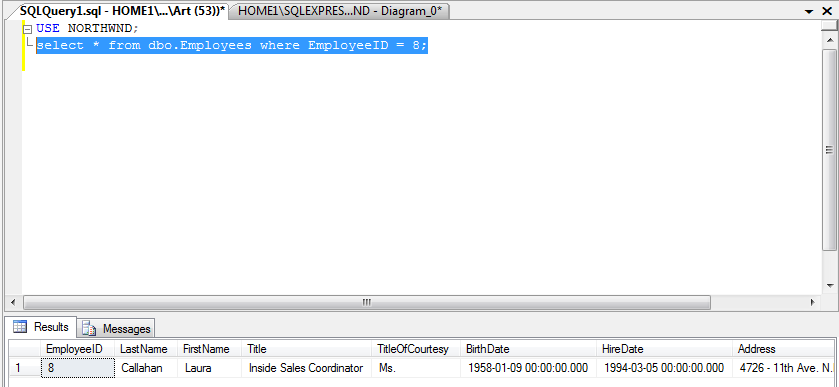 SQLQuery1.sql - HOME1\...\Art (53))* HOME1\SQLEXPRES...ND - Diagram_0*
USE NORTHWND;
select * from dbo.Employees where EmployeeID = 8;
Results Messages
EmployeeID LastName FirstName Title TitleOfCourtesy BirthDate HireDate Address
1 8 Callahan Laura Inside Sales Coordinator Ms. 1958-01-09 00:00:00.000 1994-03-05 00:00:00.000 4726 - 11th Ave. N.